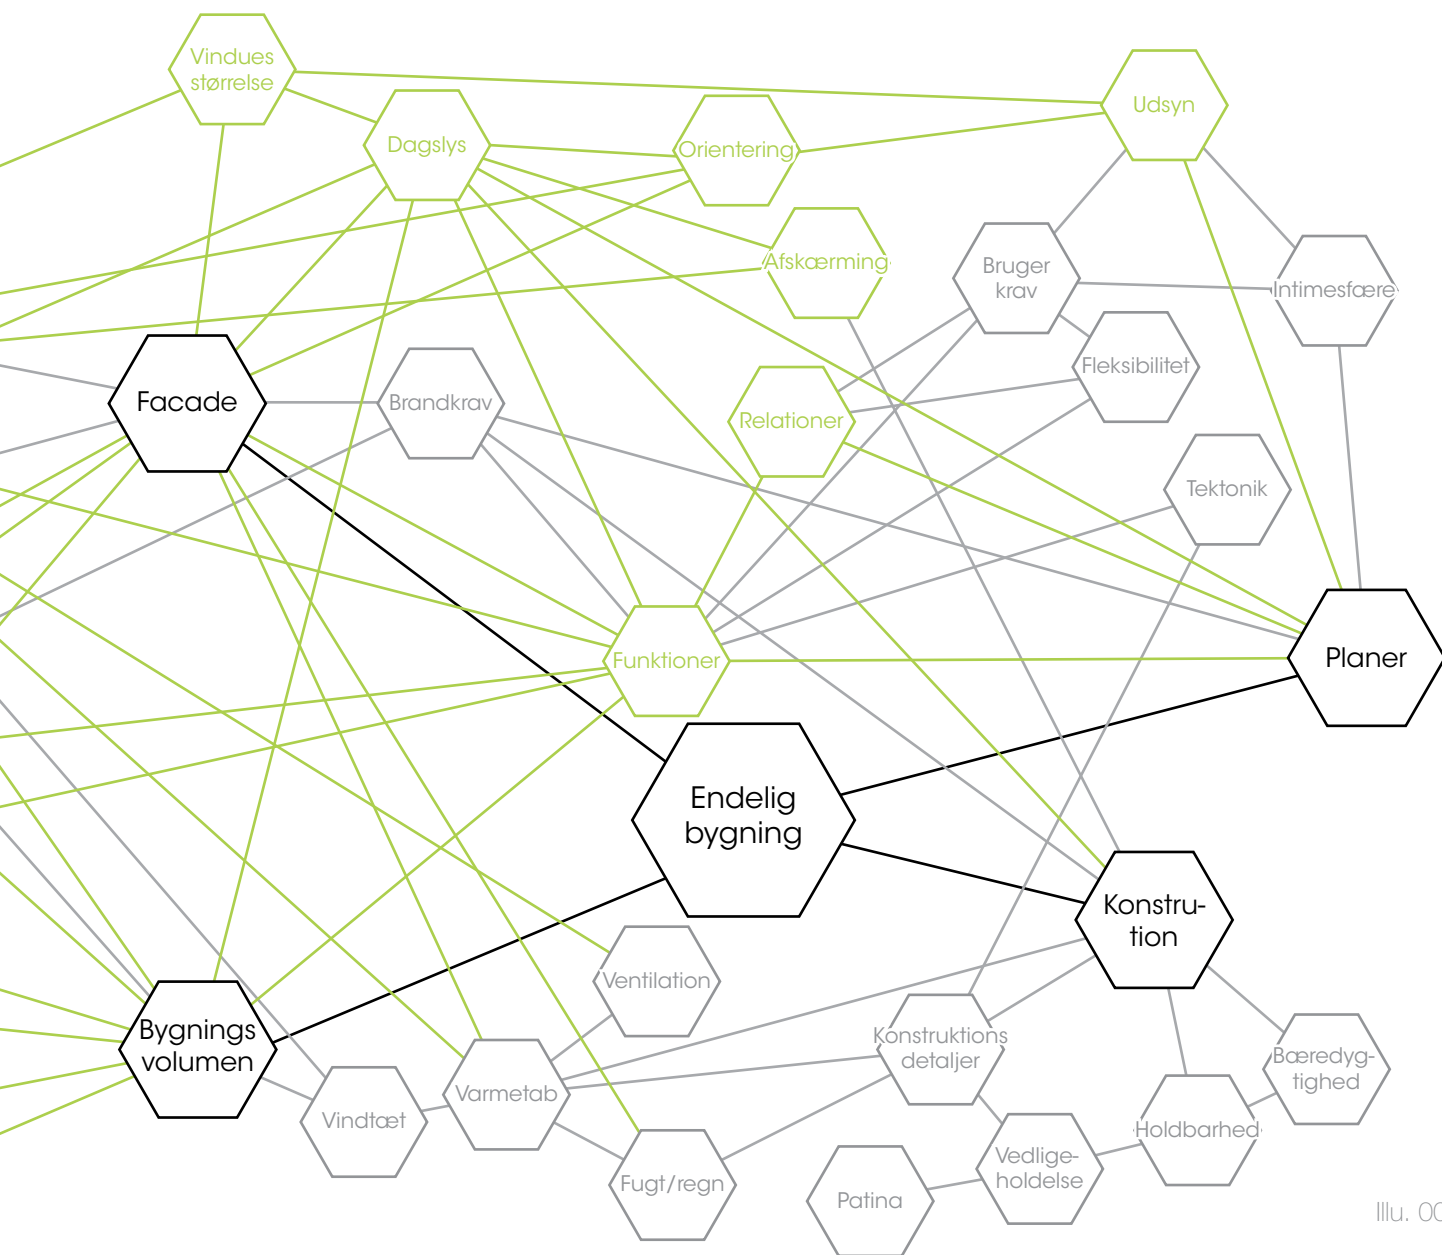 Vindues
størrelse
Dagslys
Orientering
Udsyn
Afskærming
Bruger
krav
Intimesfære
Fleksibilitet
Facade
Brandkrav
Relationer
Tektonik
Funktioner
Planer
Endelig
bygning
Konstru-
tion
Ventilation
Bygnings
volumen
Konstruktions
detaljer
Bæredyg-
tighed
Varmetab
Vindtæt
Holdbarhed
Vedlige-
holdelse
Fugt/regn
Patina
Illu. 00